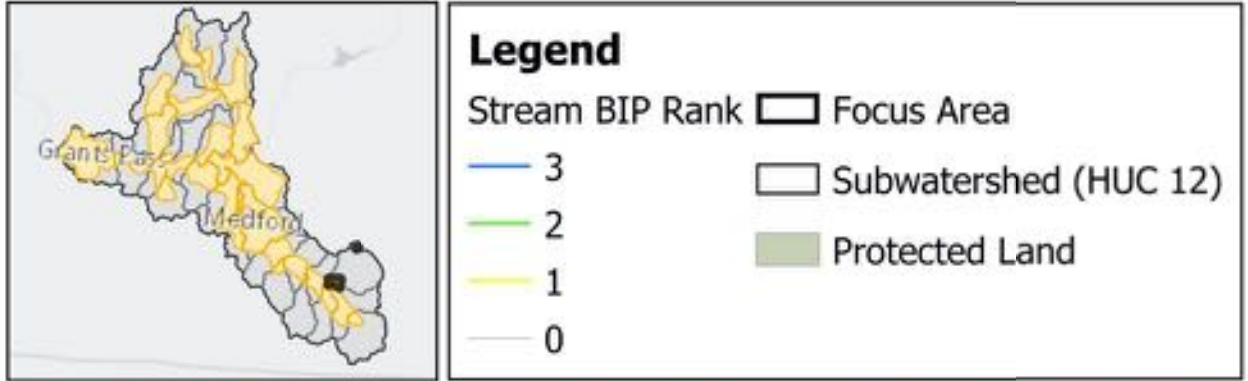 Grants Pass
Medford
Legend
Stream BIP Rank
3
2
1
0
Focus Area
Subwatershed (HUC 12)
Protected Land